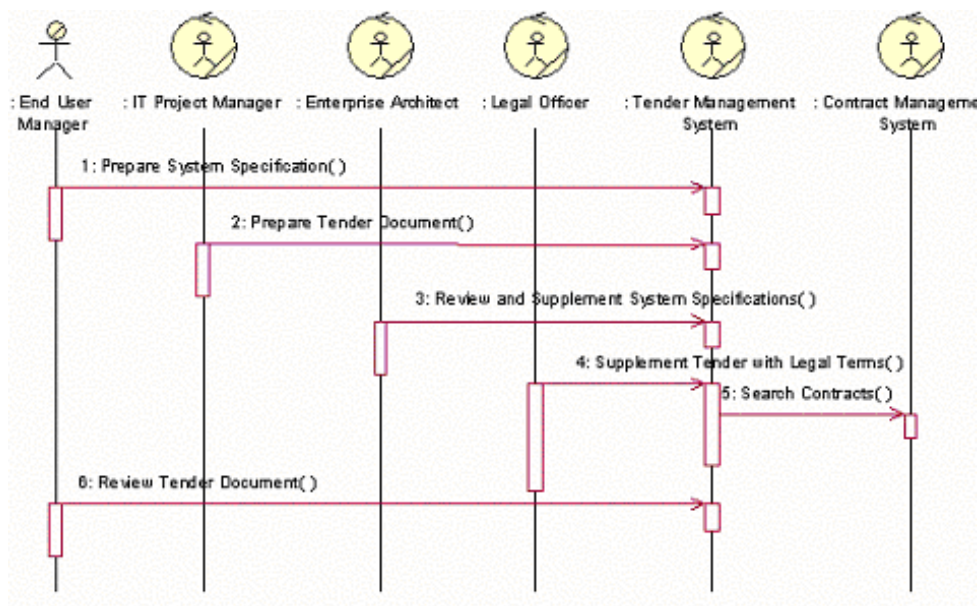 : End User
Manager
: IT Project Manager
: Enterprise Architect
: Legal Officer
: Tender Management
System
: Contract Manageme
System
1: Prepare System Specification( )
2: Prepare Tender Document( )
3: Review and Supplement System Specifications( )
4: Supplement Tender with Legal Terms( )
5: Search Contracts( )
6: Review Tender Document( )